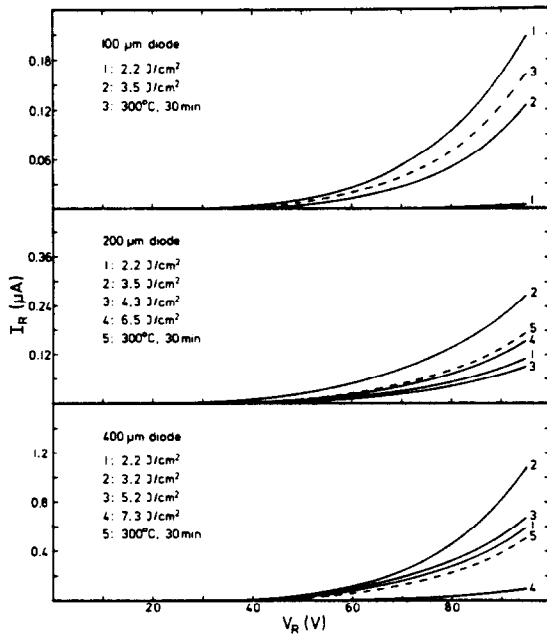 100 µm diode
1: 2.2 J/cm²
2: 3.5 J/cm²
3: 300°C, 30 min
0.18
0.12
0.06
1
3
2
1
200 µm diode
1: 2.2 J/cm²
2: 3.5 J/cm²
3: 4.3 J/cm²
4: 6.5 J/cm²
5: 300°C, 30 min
0.36
0.24
0.12
I_R (µA)
2
5
4
1
3
400 µm diode
1: 2.2 J/cm²
2: 3.2 J/cm²
3: 5.2 J/cm²
4: 7.3 J/cm²
5: 300°C, 30 min
1.2
0.8
0.4
2
3
1
5
4
20 40 60 80
V_R (V)